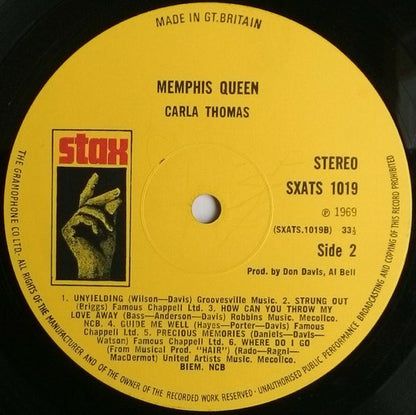 MADE IN GT. BRITAIN
MEMPHIS QUEEN
CARLA THOMAS
stax
STEREO
SXATS 1019
℗ 1969
(SXATS.1019B) 33⅓
Side 2
Prod. by Don Davis, Al Bell
1. UNYIELDING (Wilson—Davis) Groovesville Music. 2. STRUNG OUT
(Briggs) Famous Chappell Ltd. 3. HOW CAN YOU THROW MY
LOVE AWAY (Bass—Anderson—Davis) Robbins Music. Mecolico.
NCB. 4. GUIDE ME WELL (Hayes—Porter—Davis) Famous
Chappell Ltd. 5. PRECIOUS MEMORIES (Daniels—Davis—
Watson) Famous Chappell Ltd. 6. WHERE DO I GO
(From Musical Prod. "HAIR") (Rado—Ragni—
MacDermot) United Artists Music. Mecolico.
BIEM. NCB
THE GRAMOPHONE CO LTD· ALL RIGHTS OF THE MANUFACTURER AND OF THE OWNER OF THE RECORDED WORK RESERVED · UNAUTHORISED PUBLIC PERFORMANCE BROADCASTING AND COPYING OF THIS RECORD PROHIBITED